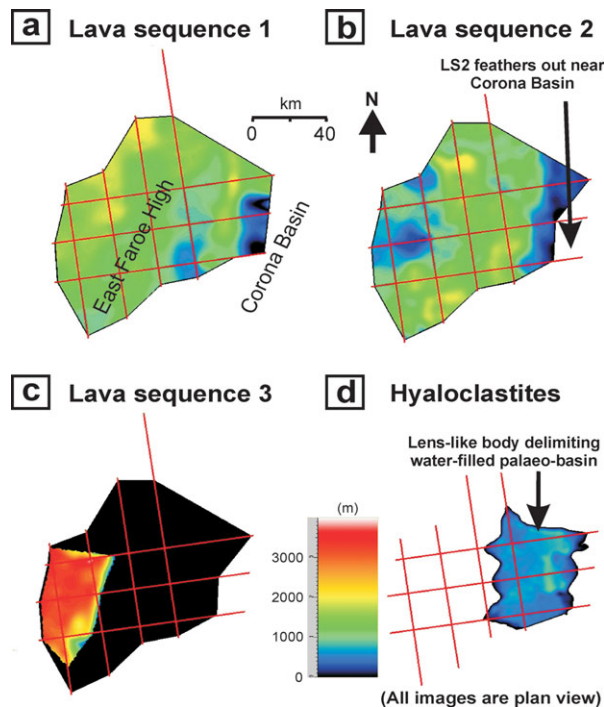 a Lava sequence 1
b Lava sequence 2
LS2 feathers out near
Corona Basin
km
0 40
N
East Faroe High
Corona Basin
c Lava sequence 3
d Hyaloclastites
Lens-like body delimiting
water-filled palaeo-basin
(m)
3000
2000
1000
0
(All images are plan view)